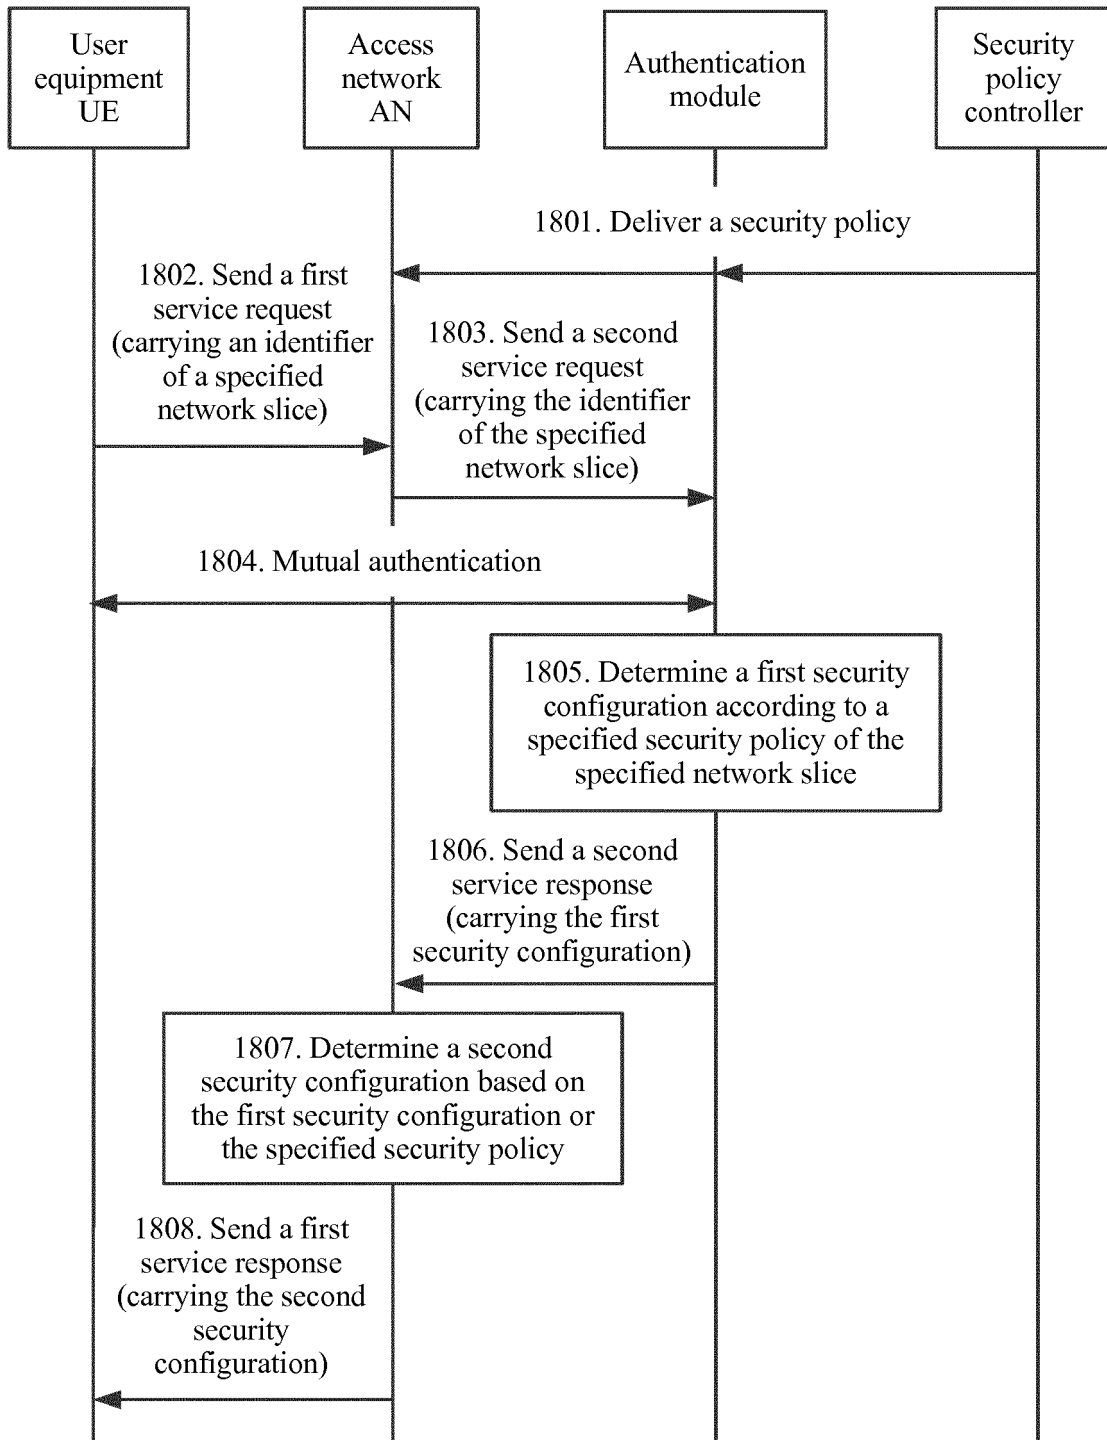 User
equipment
UE
Access
network
AN
Authentication
module
Security
policy
controller
1801. Deliver a security policy
1802. Send a first
service request
(carrying an identifier
of a specified
network slice)
1803. Send a second
service request
(carrying the identifier
of the specified
network slice)
1804. Mutual authentication
1805. Determine a first security
configuration according to a
specified security policy of the
specified network slice
1806. Send a second
service response
(carrying the first
security configuration)
1807. Determine a second
security configuration based on
the first security configuration or
the specified security policy
1808. Send a first
service response
(carrying the second
security
configuration)